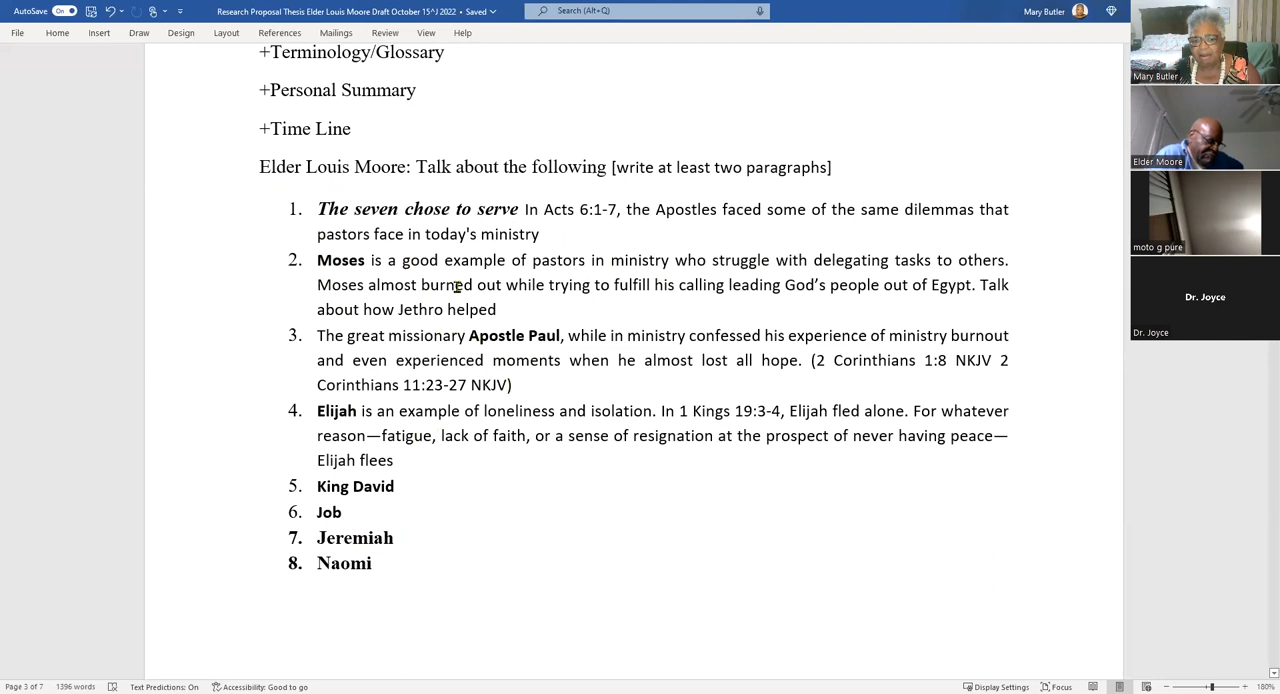 AutoSave On Research Proposal Thesis Elder Louis Moore Draft October 15^J 2022 • Saved Search (Alt+Q) Mary Butler
File Home Insert Draw Design Layout References Mailings Review View Help
+Terminology/Glossary
+Personal Summary
+Time Line
Elder Louis Moore: Talk about the following [write at least two paragraphs]
1. The seven chose to serve In Acts 6:1-7, the Apostles faced some of the same dilemmas that
pastors face in today's ministry
2. Moses is a good example of pastors in ministry who struggle with delegating tasks to others.
Moses almost burned out while trying to fulfill his calling leading God’s people out of Egypt. Talk
about how Jethro helped
3. The great missionary Apostle Paul, while in ministry confessed his experience of ministry burnout
and even experienced moments when he almost lost all hope. (2 Corinthians 1:8 NKJV 2
Corinthians 11:23-27 NKJV)
4. Elijah is an example of loneliness and isolation. In 1 Kings 19:3-4, Elijah fled alone. For whatever
reason—fatigue, lack of faith, or a sense of resignation at the prospect of never having peace—
Elijah flees
5. King David
6. Job
7. Jeremiah
8. Naomi
Mary Butler
Elder Moore
moto g pure
Dr. Joyce
Dr. Joyce
Page 3 of 7 1396 words Text Predictions: On Accessibility: Good to go Display Settings Focus 180%